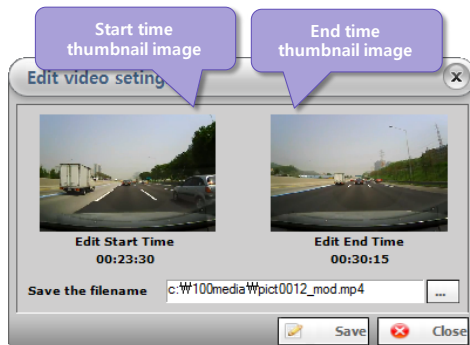 Start time
thumbnail image
End time
thumbnail image
Edit video seting
x
Edit Start Time
00:23:30
Edit End Time
00:30:15
Save the filename
c:₩100media₩pict0012_mod.mp4
...
Save
Close